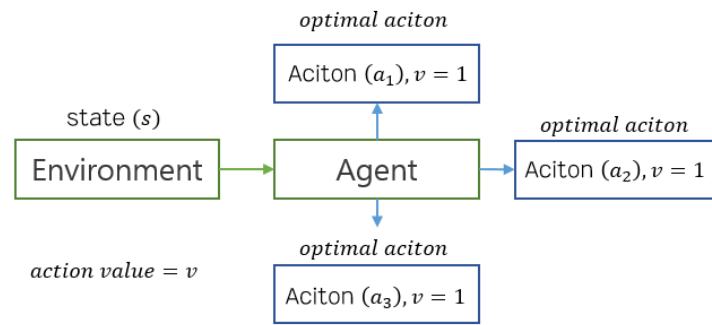 optimal aciton
Aciton (a₁), v = 1
state (s)
optimal aciton
Environment
Agent
Aciton (a₂), v = 1
optimal aciton
action value = v
Aciton (a₃), v = 1